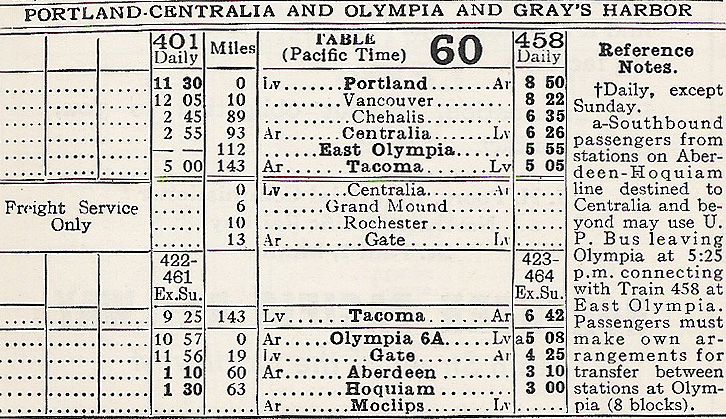 PORTLAND-CENTRALIA AND OLYMPIA AND GRAY'S HARBOR
401 Daily Miles TABLE (Pacific Time) 60 458 Daily
11 30 0 Lv.......Portland.......Ar 8 50
12 05 10 .......Vancouver....... 8 22
2 45 89 .......Chehalis....... 6 35
2 55 93 Ar.......Centralia.......Lv 6 26
— — 112 .......East Olympia....... 5 55
5 00 143 Ar.......Tacoma.......Lv 5 05
Freight Service Only
0 Lv.......Centralia.......Ar
6 .......Grand Mound.......
10 .......Rochester.......
13 Ar.......Gate.......Lv
422-461 Ex.Su. 423-464 Ex.Su.
9 25 143 Lv.......Tacoma.......Ar 6 42
10 57 0 Ar.......Olympia 6A.......Lv a5 08
11 56 19 Lv.......Gate.......Ar 4 25
1 10 60 Ar.......Aberdeen.......Ar 3 10
1 30 63 .......Hoquiam....... 3 00
Ar.......Moclips.......Lv
Reference
Notes.
†Daily, except
Sunday.
a-Southbound
passengers from
stations on Aber-
deen-Hoquiam
line destined to
Centralia and be-
yond may use U.
P. Bus leaving
Olympia at 5:25
p.m. connecting
with Train 458 at
East Olympia.
Passengers must
make own ar-
rangements for
transfer between
stations at Olym-
pia (8 blocks).